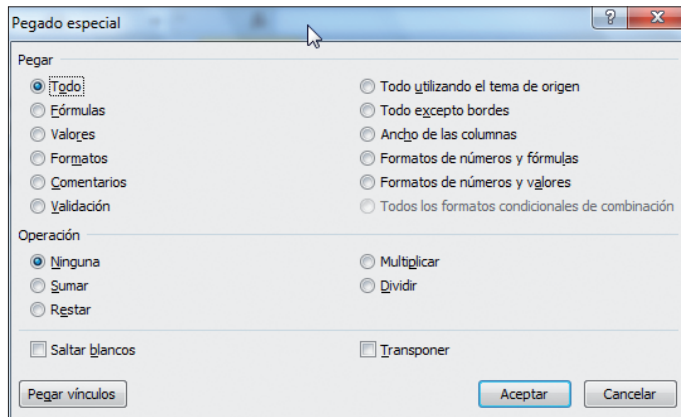 Pegado especial
Pegar
Todo
Fórmulas
Valores
Formatos
Comentarios
Validación
Todo utilizando el tema de origen
Todo excepto bordes
Ancho de las columnas
Formatos de números y fórmulas
Formatos de números y valores
Todos los formatos condicionales de combinación
Operación
Ninguna
Sumar
Restar
Multiplicar
Dividir
Saltar blancos
Transponer
Pegar vínculos
Aceptar
Cancelar